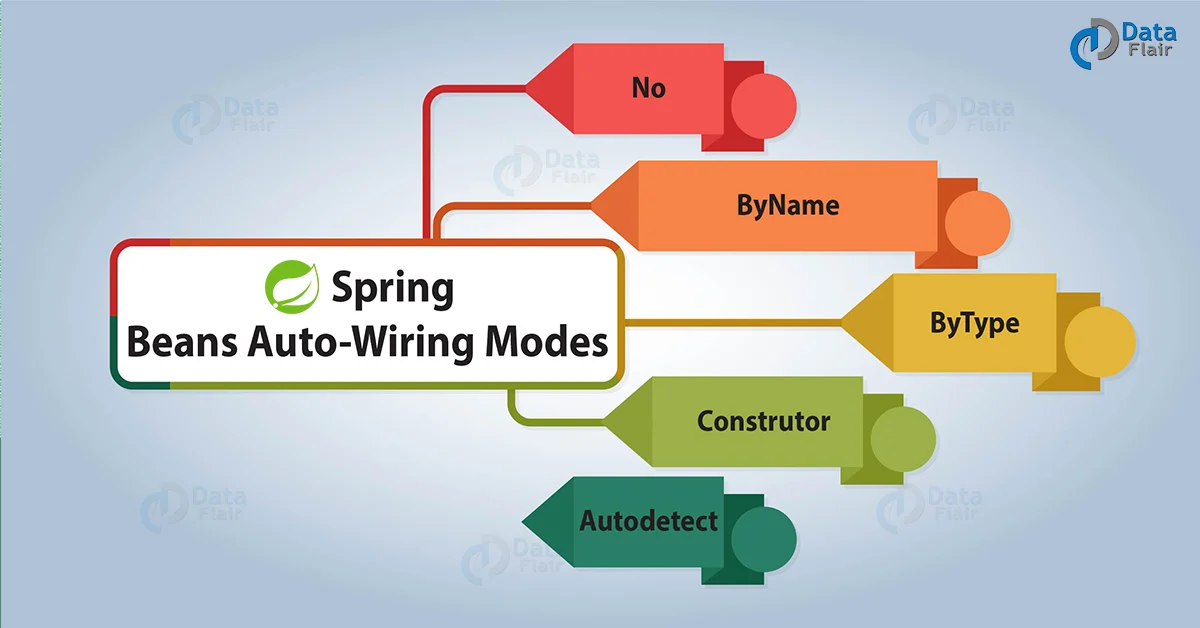 Data
Flair
No
Data
Flair
Data
Flair
Data
Flair
ByName
Spring
Beans Auto-Wiring Modes
ByType
Construtor
Autodetect
Data
Flair
Data
Flair
Data
Flair